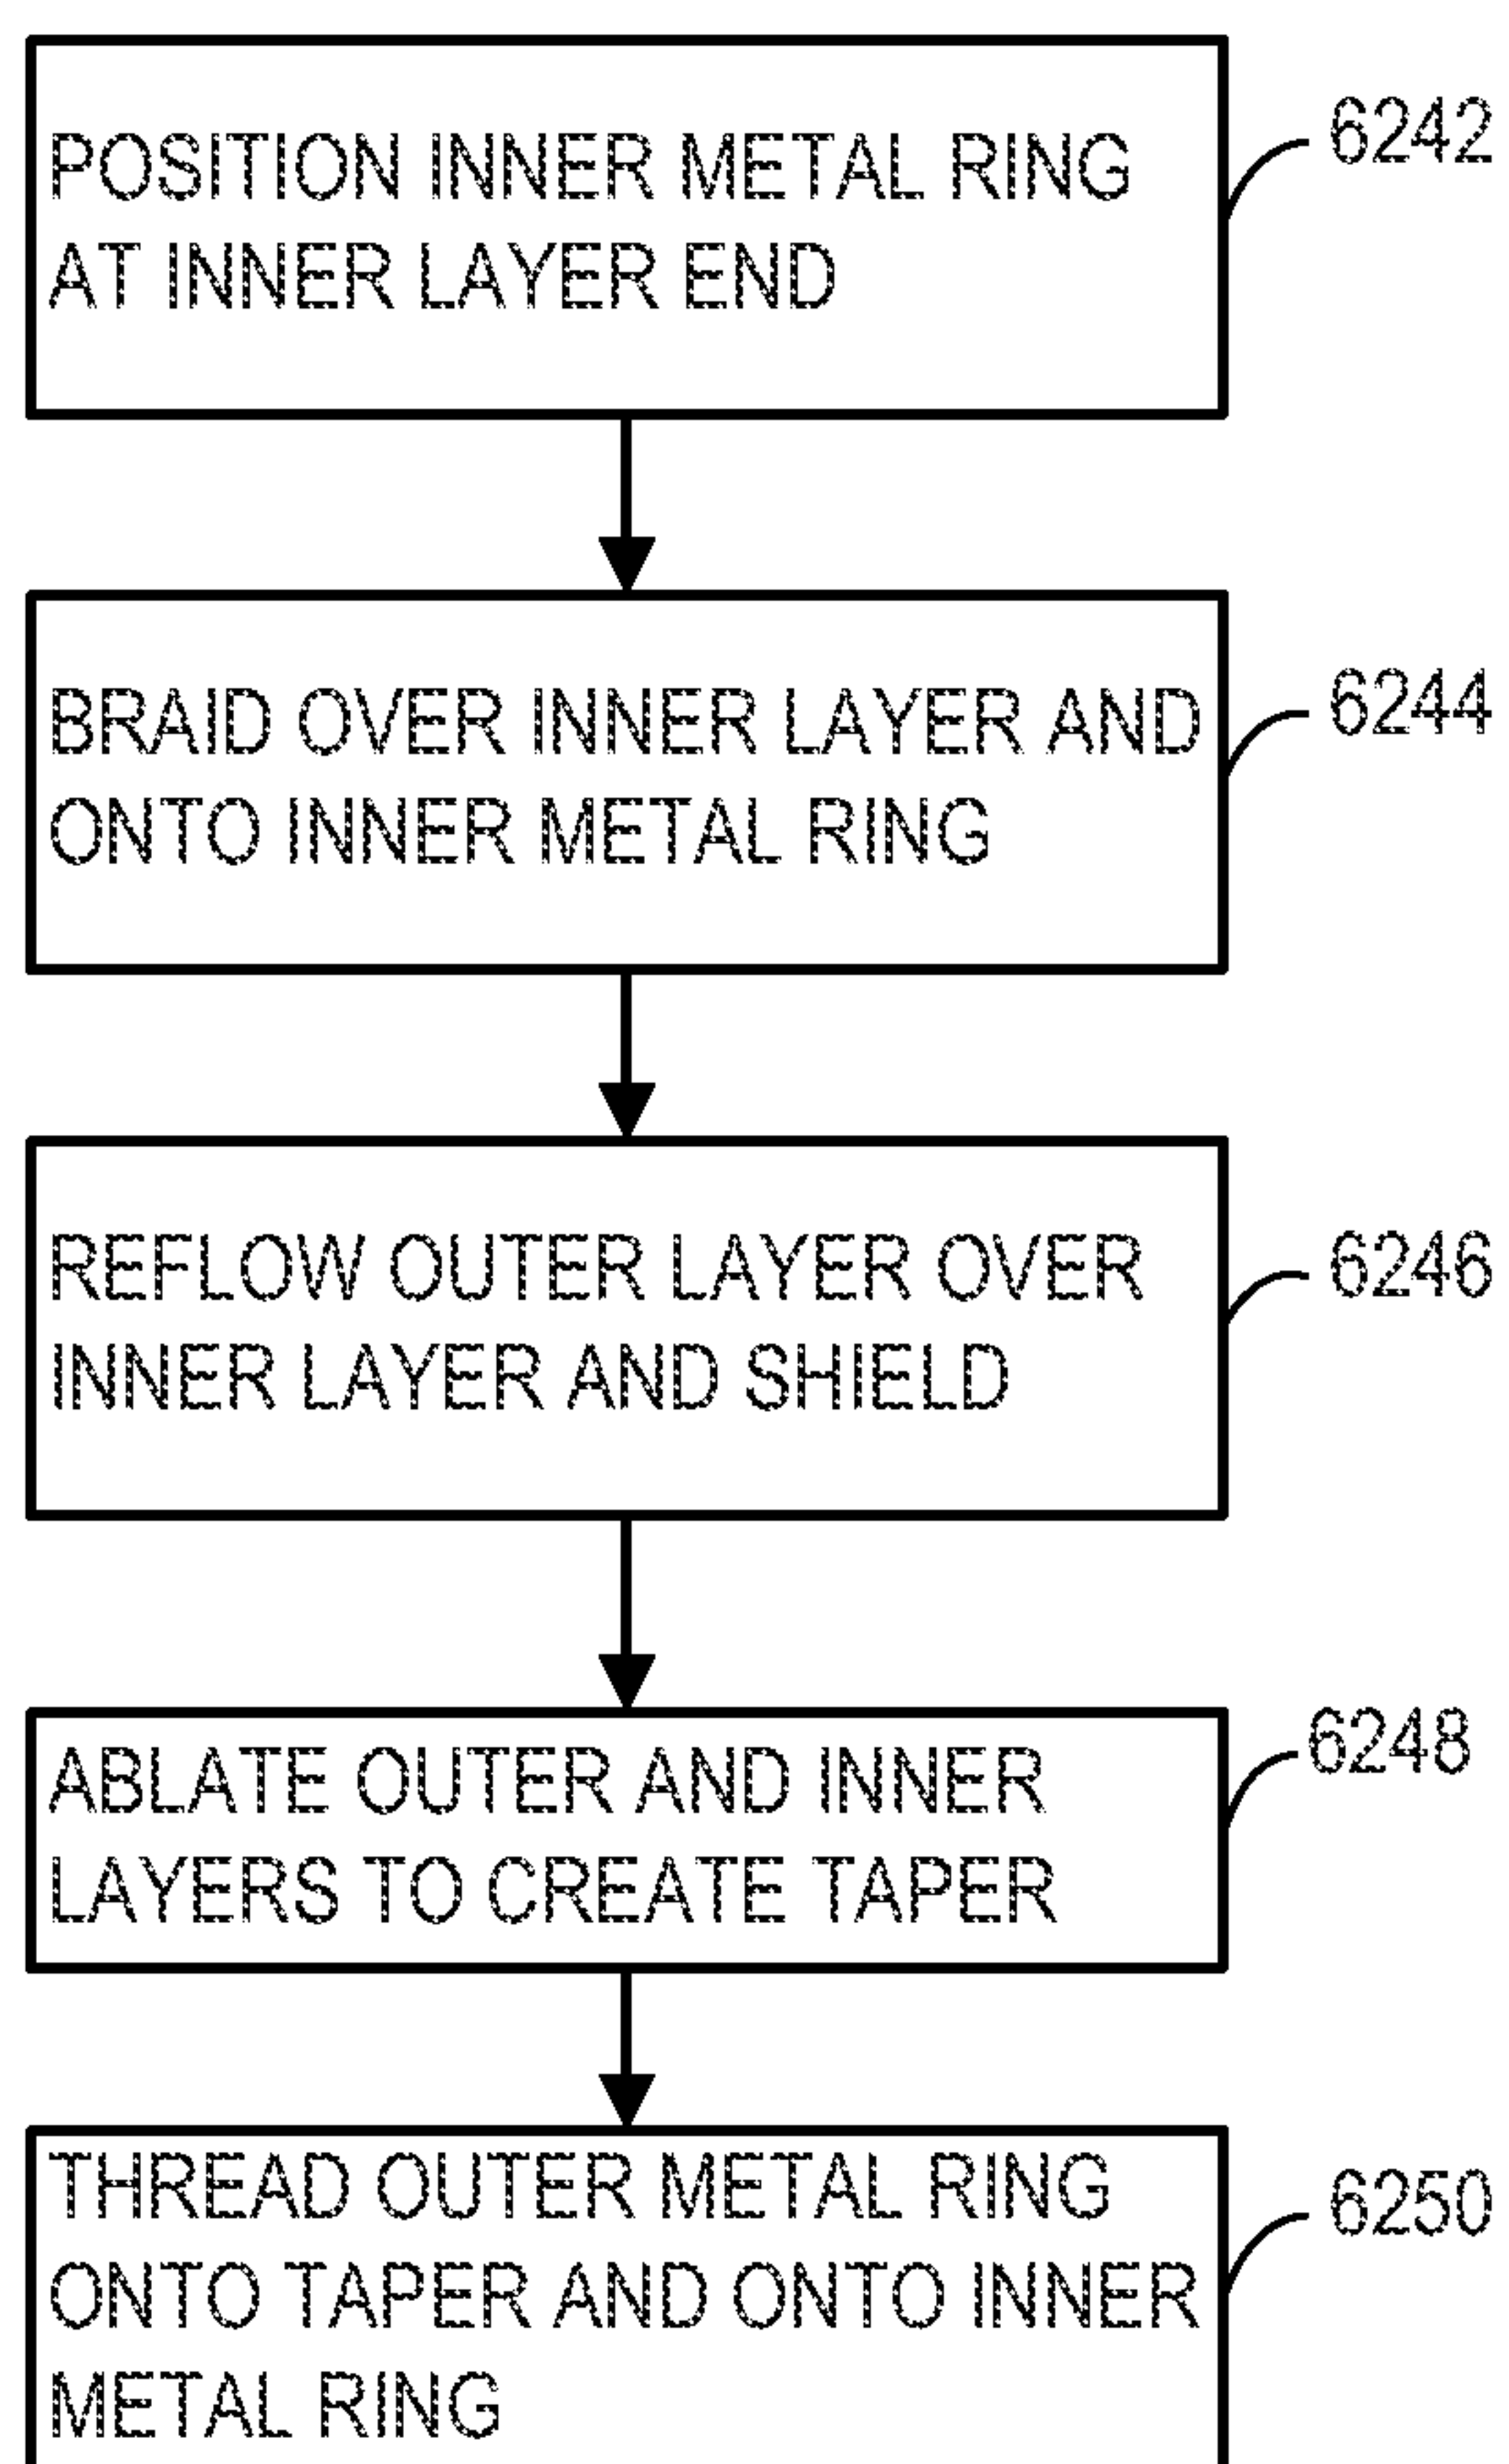 POSITION INNER METAL RING
AT INNER LAYER END
6242
BRAID OVER INNER LAYER AND
ONTO INNER METAL RING
6244
REFLOW OUTER LAYER OVER
INNER LAYER AND SHIELD
6246
ABLATE OUTER AND INNER
LAYERS TO CREATE TAPER
6248
THREAD OUTER METAL RING
ONTO TAPER AND ONTO INNER
METAL RING
6250